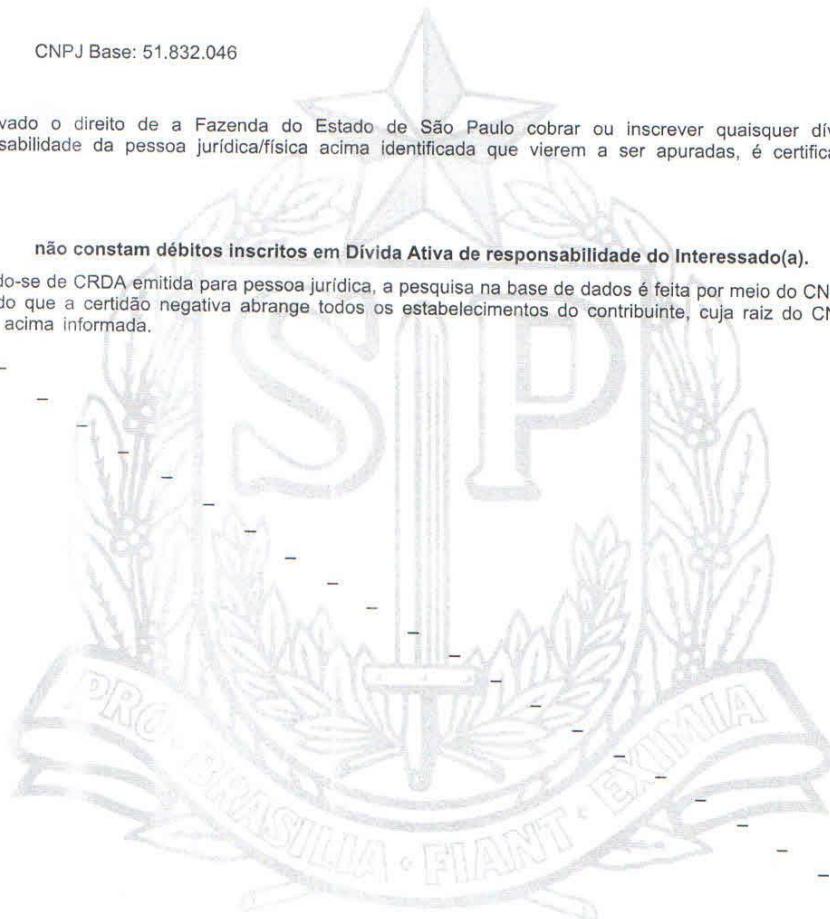 CNPJ Base: 51.832.046
vado o direito de a Fazenda do Estado de São Paulo cobrar ou inscrever quaisquer dív
sabilidade da pessoa jurídica/física acima identificada que vierem a ser apuradas, é certifica
não constam débitos inscritos em Dívida Ativa de responsabilidade do Interessado(a).
do-se de CRDA emitida para pessoa jurídica, a pesquisa na base de dados é feita por meio do CN
do que a certidão negativa abrange todos os estabelecimentos do contribuinte, cuja raiz do CN
acima informada.
SP
PRO · BRASILIA · FIANT · EXIMIA